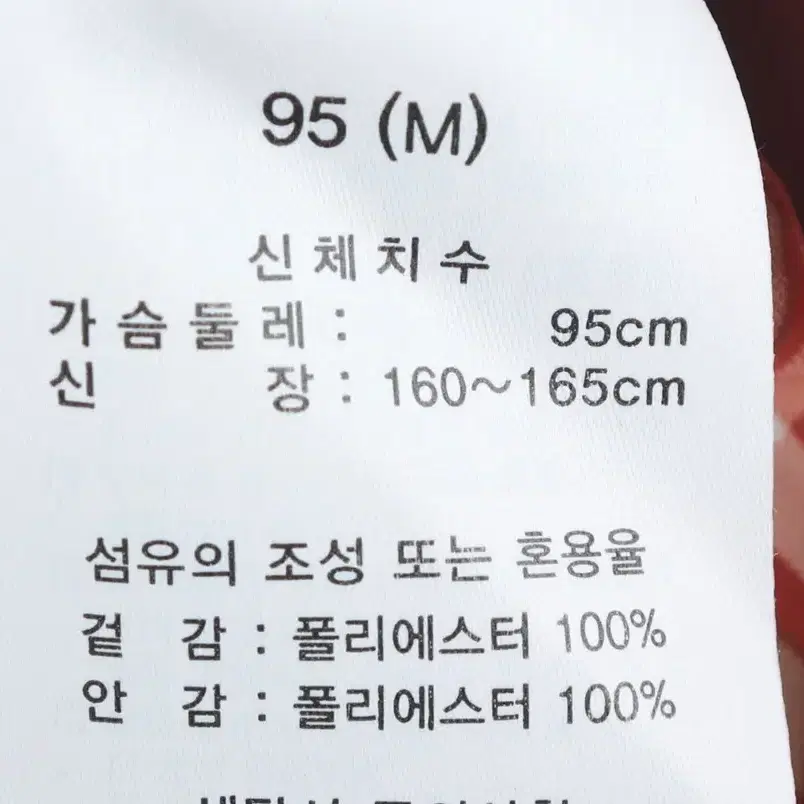 95 (M)
신체치수
가슴둘레 : 95cm
신 장 : 160~165cm
섬유의 조성 또는 혼용율
겉 감 : 폴리에스터 100%
안 감 : 폴리에스터 100%